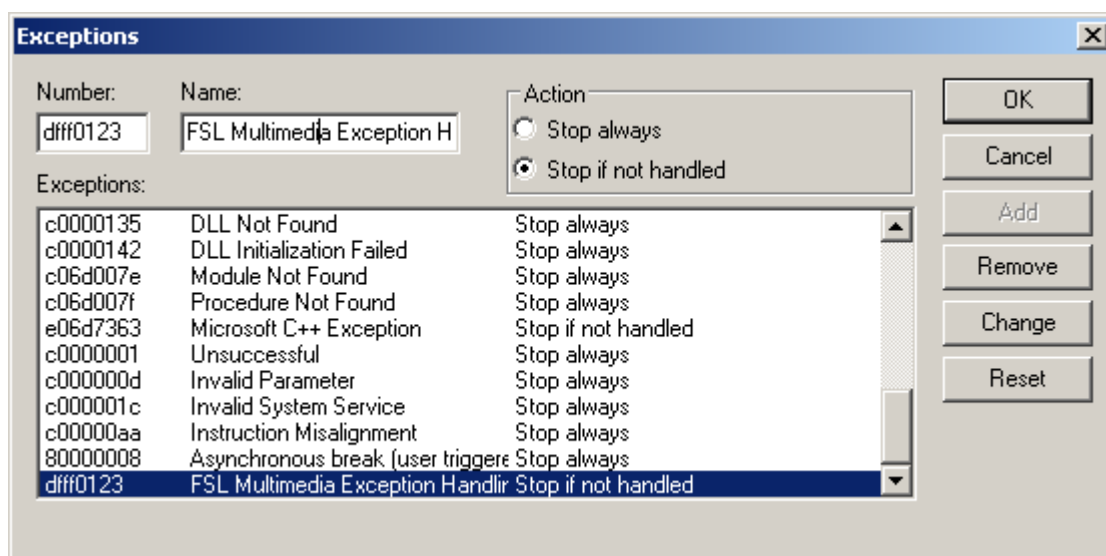 Exceptions
Number: Name: Action
dfff0123 FSL Multimedia Exception H
Stop always
Stop if not handled
Exceptions:
c0000135 DLL Not Found Stop always
c0000142 DLL Initialization Failed Stop always
c06d007e Module Not Found Stop always
c06d007f Procedure Not Found Stop always
e06d7363 Microsoft C++ Exception Stop if not handled
c0000001 Unsuccessful Stop always
c000000d Invalid Parameter Stop always
c000001c Invalid System Service Stop always
c00000aa Instruction Misalignment Stop always
80000008 Asynchronous break (user triggere Stop always
dfff0123 FSL Multimedia Exception Handlir Stop if not handled
OK
Cancel
Add
Remove
Change
Reset